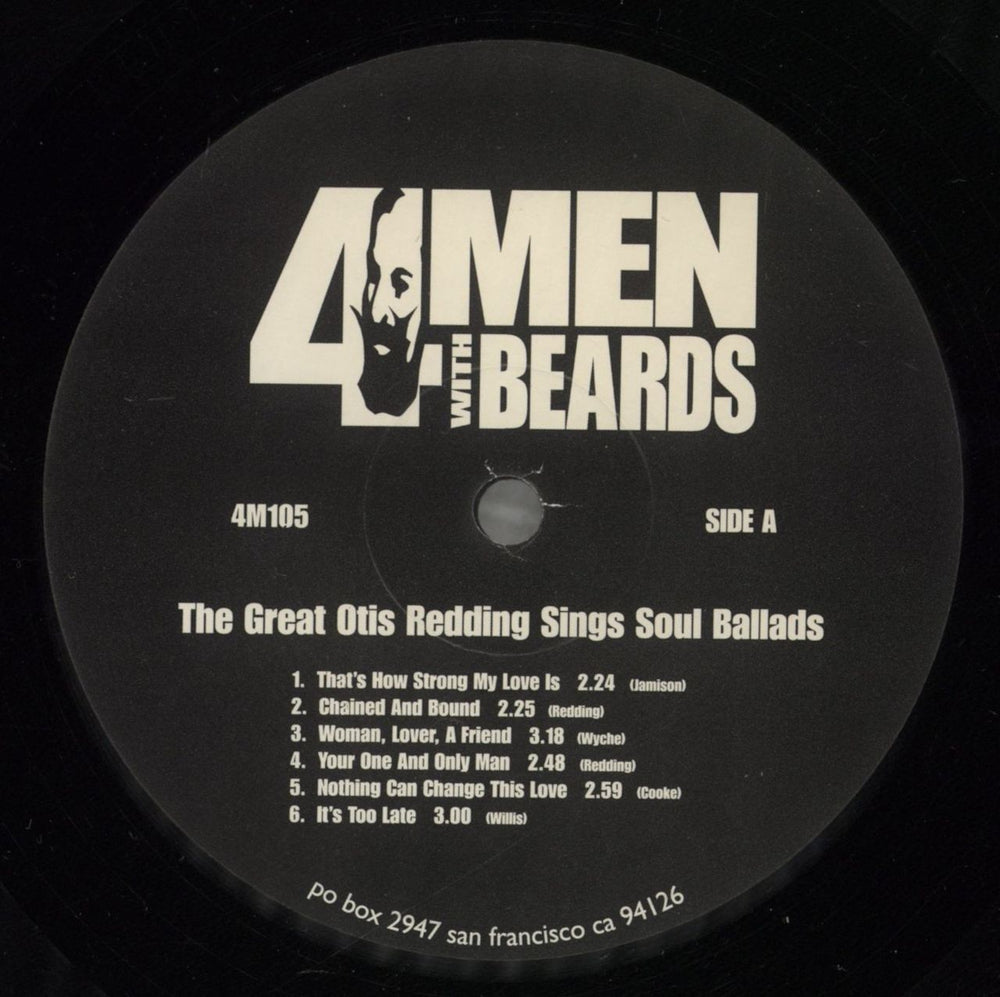 4 MEN
WITH BEARDS
4M105 SIDE A
The Great Otis Redding Sings Soul Ballads
1. That's How Strong My Love Is 2.24 (Jamison)
2. Chained And Bound 2.25 (Redding)
3. Woman, Lover, A Friend 3.18 (Wyche)
4. Your One And Only Man 2.48 (Redding)
5. Nothing Can Change This Love 2.59 (Cooke)
6. It's Too Late 3.00 (Willis)
po box 2947 san francisco ca 94126